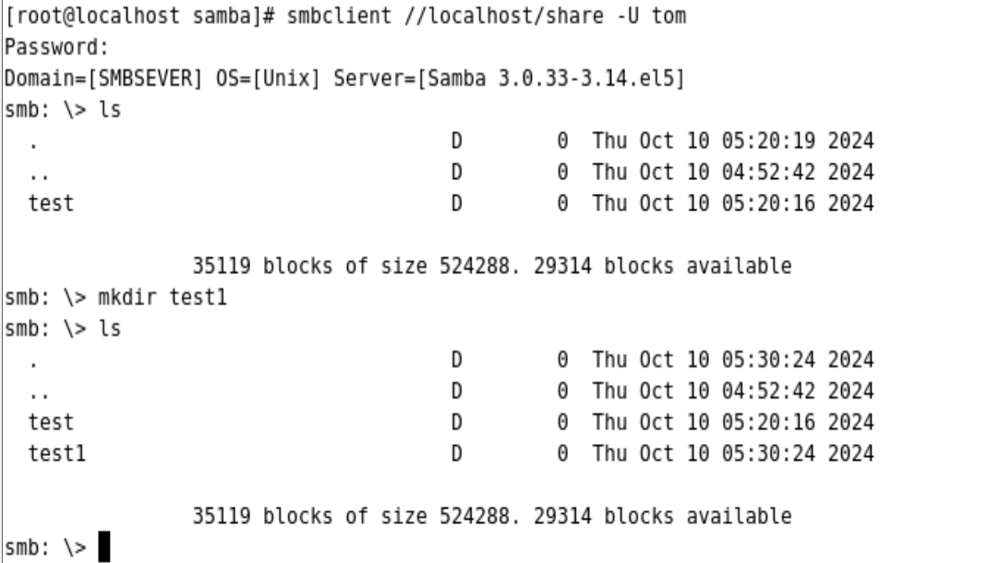 [root@localhost samba]# smbclient //localhost/share -U tom
Password:
Domain=[SMBSEVER] OS=[Unix] Server=[Samba 3.0.33-3.14.el5]
smb: \> ls
  .                                   D        0  Thu Oct 10 05:20:19 2024
  ..                                  D        0  Thu Oct 10 04:52:42 2024
  test                                D        0  Thu Oct 10 05:20:16 2024

                35119 blocks of size 524288. 29314 blocks available
smb: \> mkdir test1
smb: \> ls
  .                                   D        0  Thu Oct 10 05:30:24 2024
  ..                                  D        0  Thu Oct 10 04:52:42 2024
  test                                D        0  Thu Oct 10 05:20:16 2024
  test1                               D        0  Thu Oct 10 05:30:24 2024

                35119 blocks of size 524288. 29314 blocks available
smb: \>